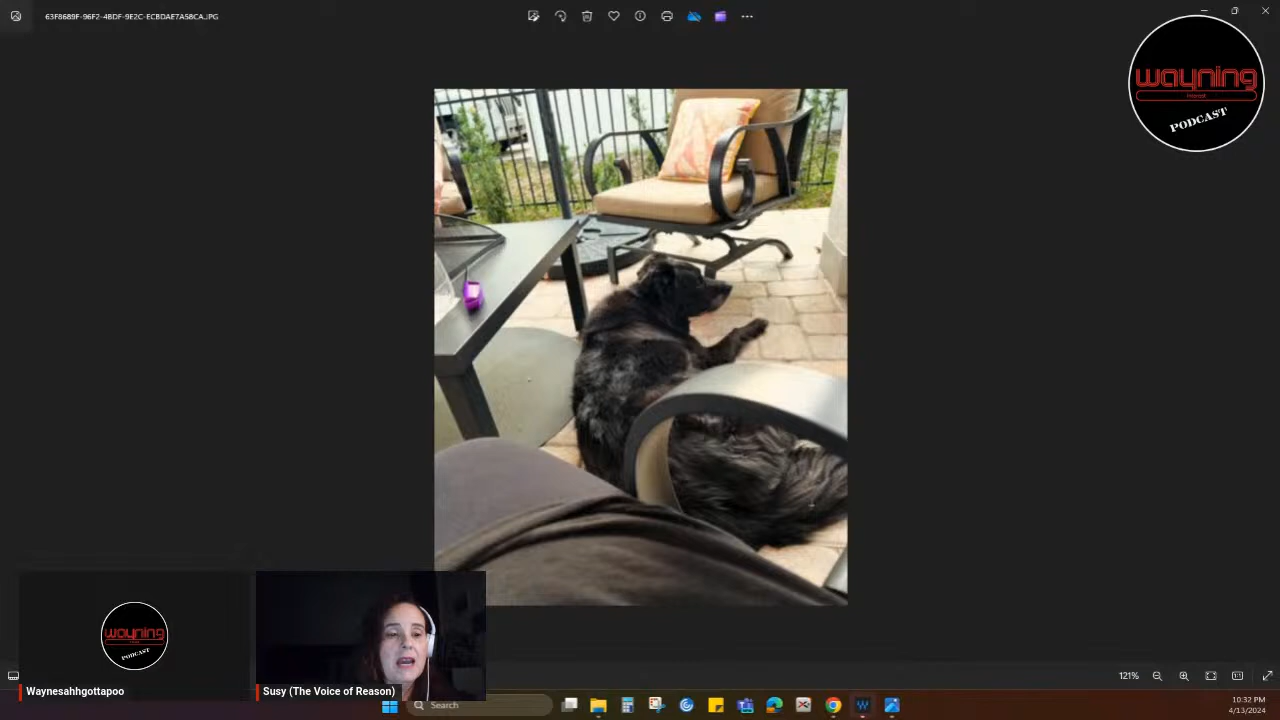 63F8689F-96F2-4BDF-9E2C-ECBDAE7A58CA.JPG
wayning
interest
PODCAST
wayning
PODCAST
Waynesahhgottapoo
Susy (The Voice of Reason)
121%
Search
10:32 PM
4/13/2024